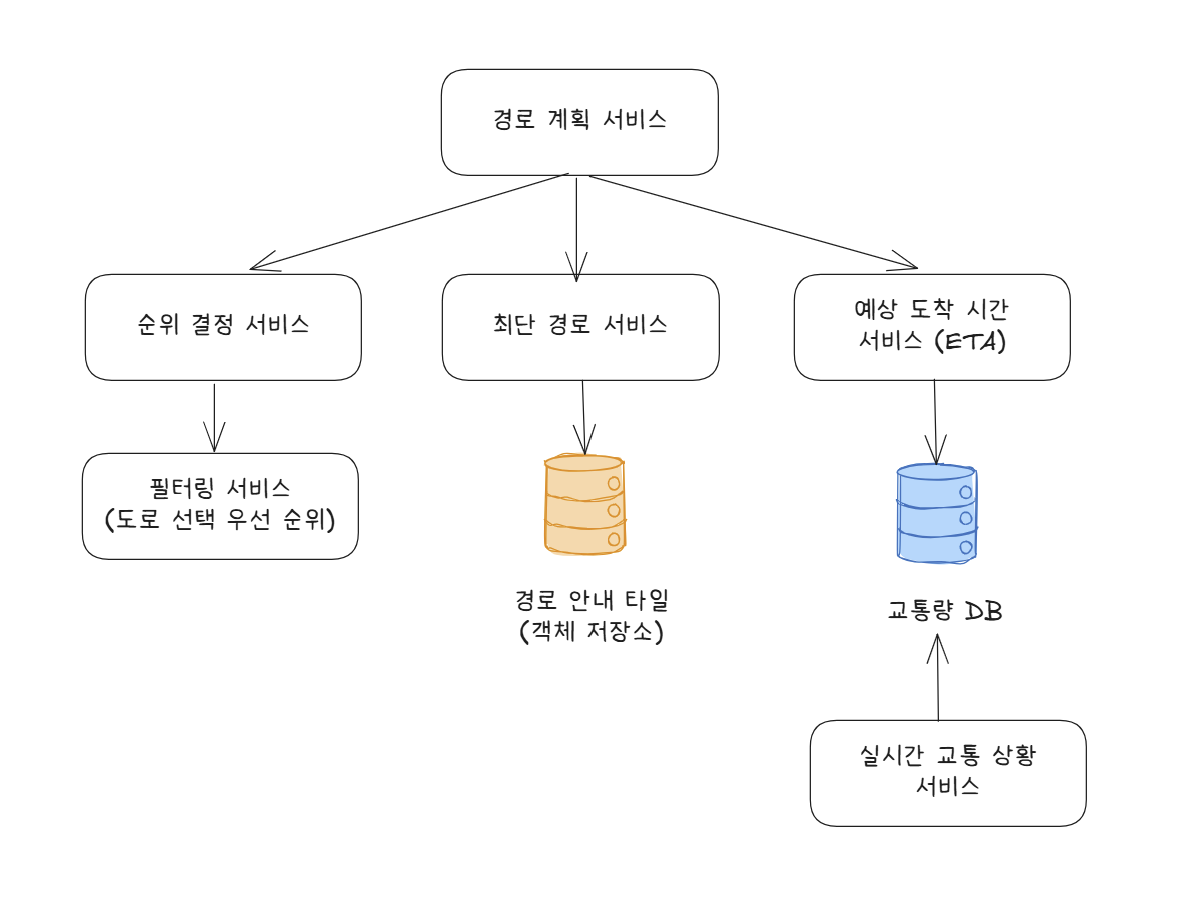 경로 계획 서비스
순위 결정 서비스
최단 경로 서비스
예상 도착 시간
서비스 (ETA)
필터링 서비스
(도로 선택 우선 순위)
경로 안내 타일
(객체 저장소)
교통량 DB
실시간 교통 상황
서비스